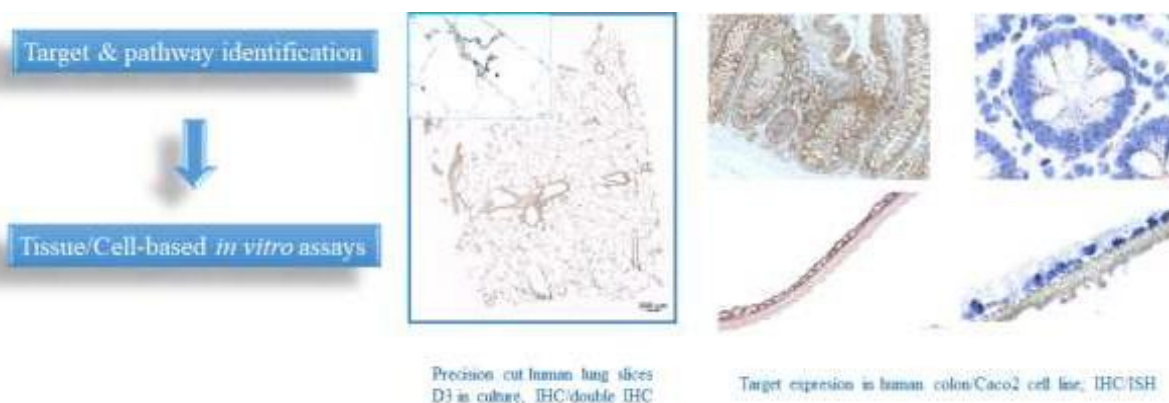 Target & pathway identification
Tissue/Cell-based in vitro assays
Precision cut human lung slices
D3 in culture, IHC/double IHC
Target expresion in human colon/Caco2 cell line; IHC/ISH